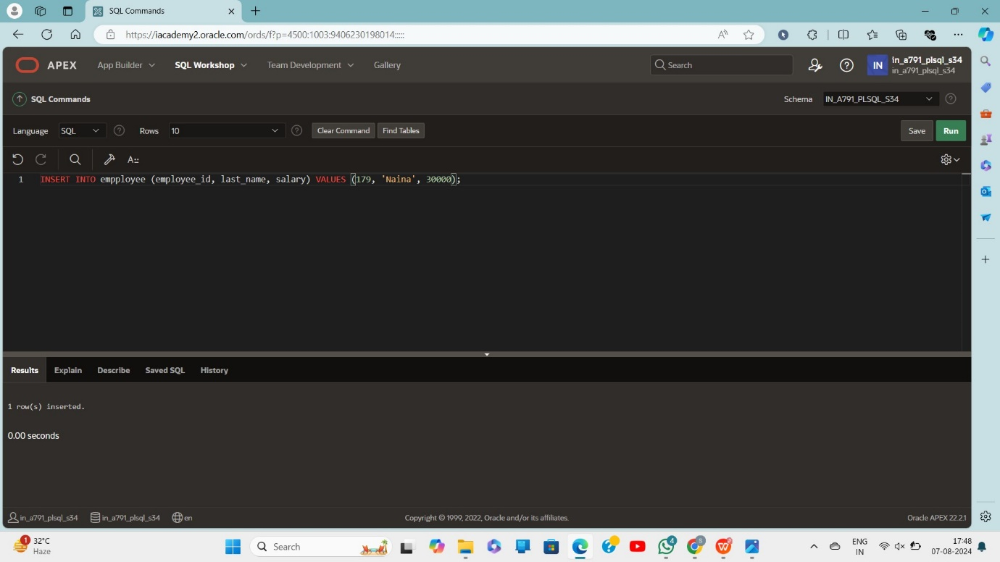 SQL Commands
https://iacademy2.oracle.com/ords/f?p=4500:1003:9406230198014:::::
APEX App Builder SQL Workshop Team Development Gallery Search IN in_a791_plsql_s34
in_a791_plsql_s34
SQL Commands Schema IN_A791_PLSQL_S34
Language SQL Rows 10 Clear Command Find Tables Save Run
A::
1 INSERT INTO empployee (employee_id, last_name, salary) VALUES (179, 'Naina', 30000);
Results Explain Describe Saved SQL History
1 row(s) inserted.
0.00 seconds
in_a791_plsql_s34 in_a791_plsql_s34 en Copyright © 1999, 2022, Oracle and/or its affiliates. Oracle APEX 22.2.1
1 32°C
Haze
Search
4
ENG
IN
17:48
07-08-2024